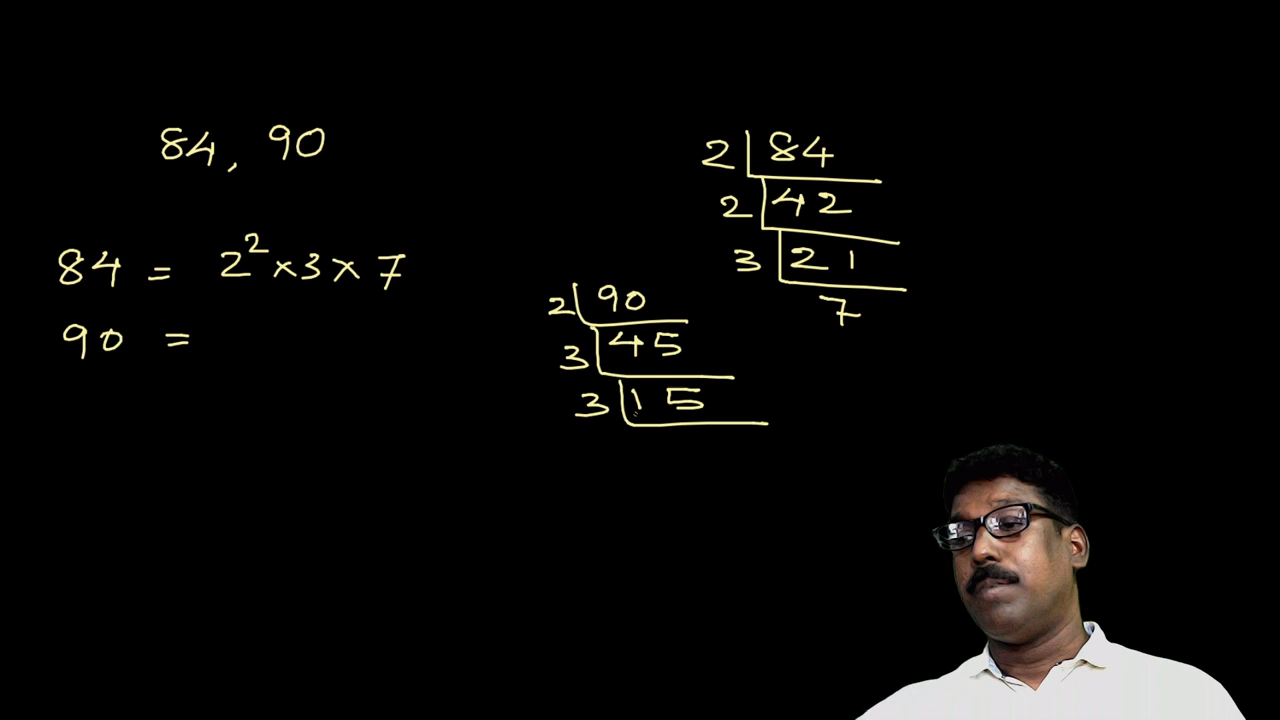 84, 90
84 = 2² × 3 × 7
90 =
2 | 84
2 | 42
3 | 21
7
2 | 90
3 | 45
3 | 15